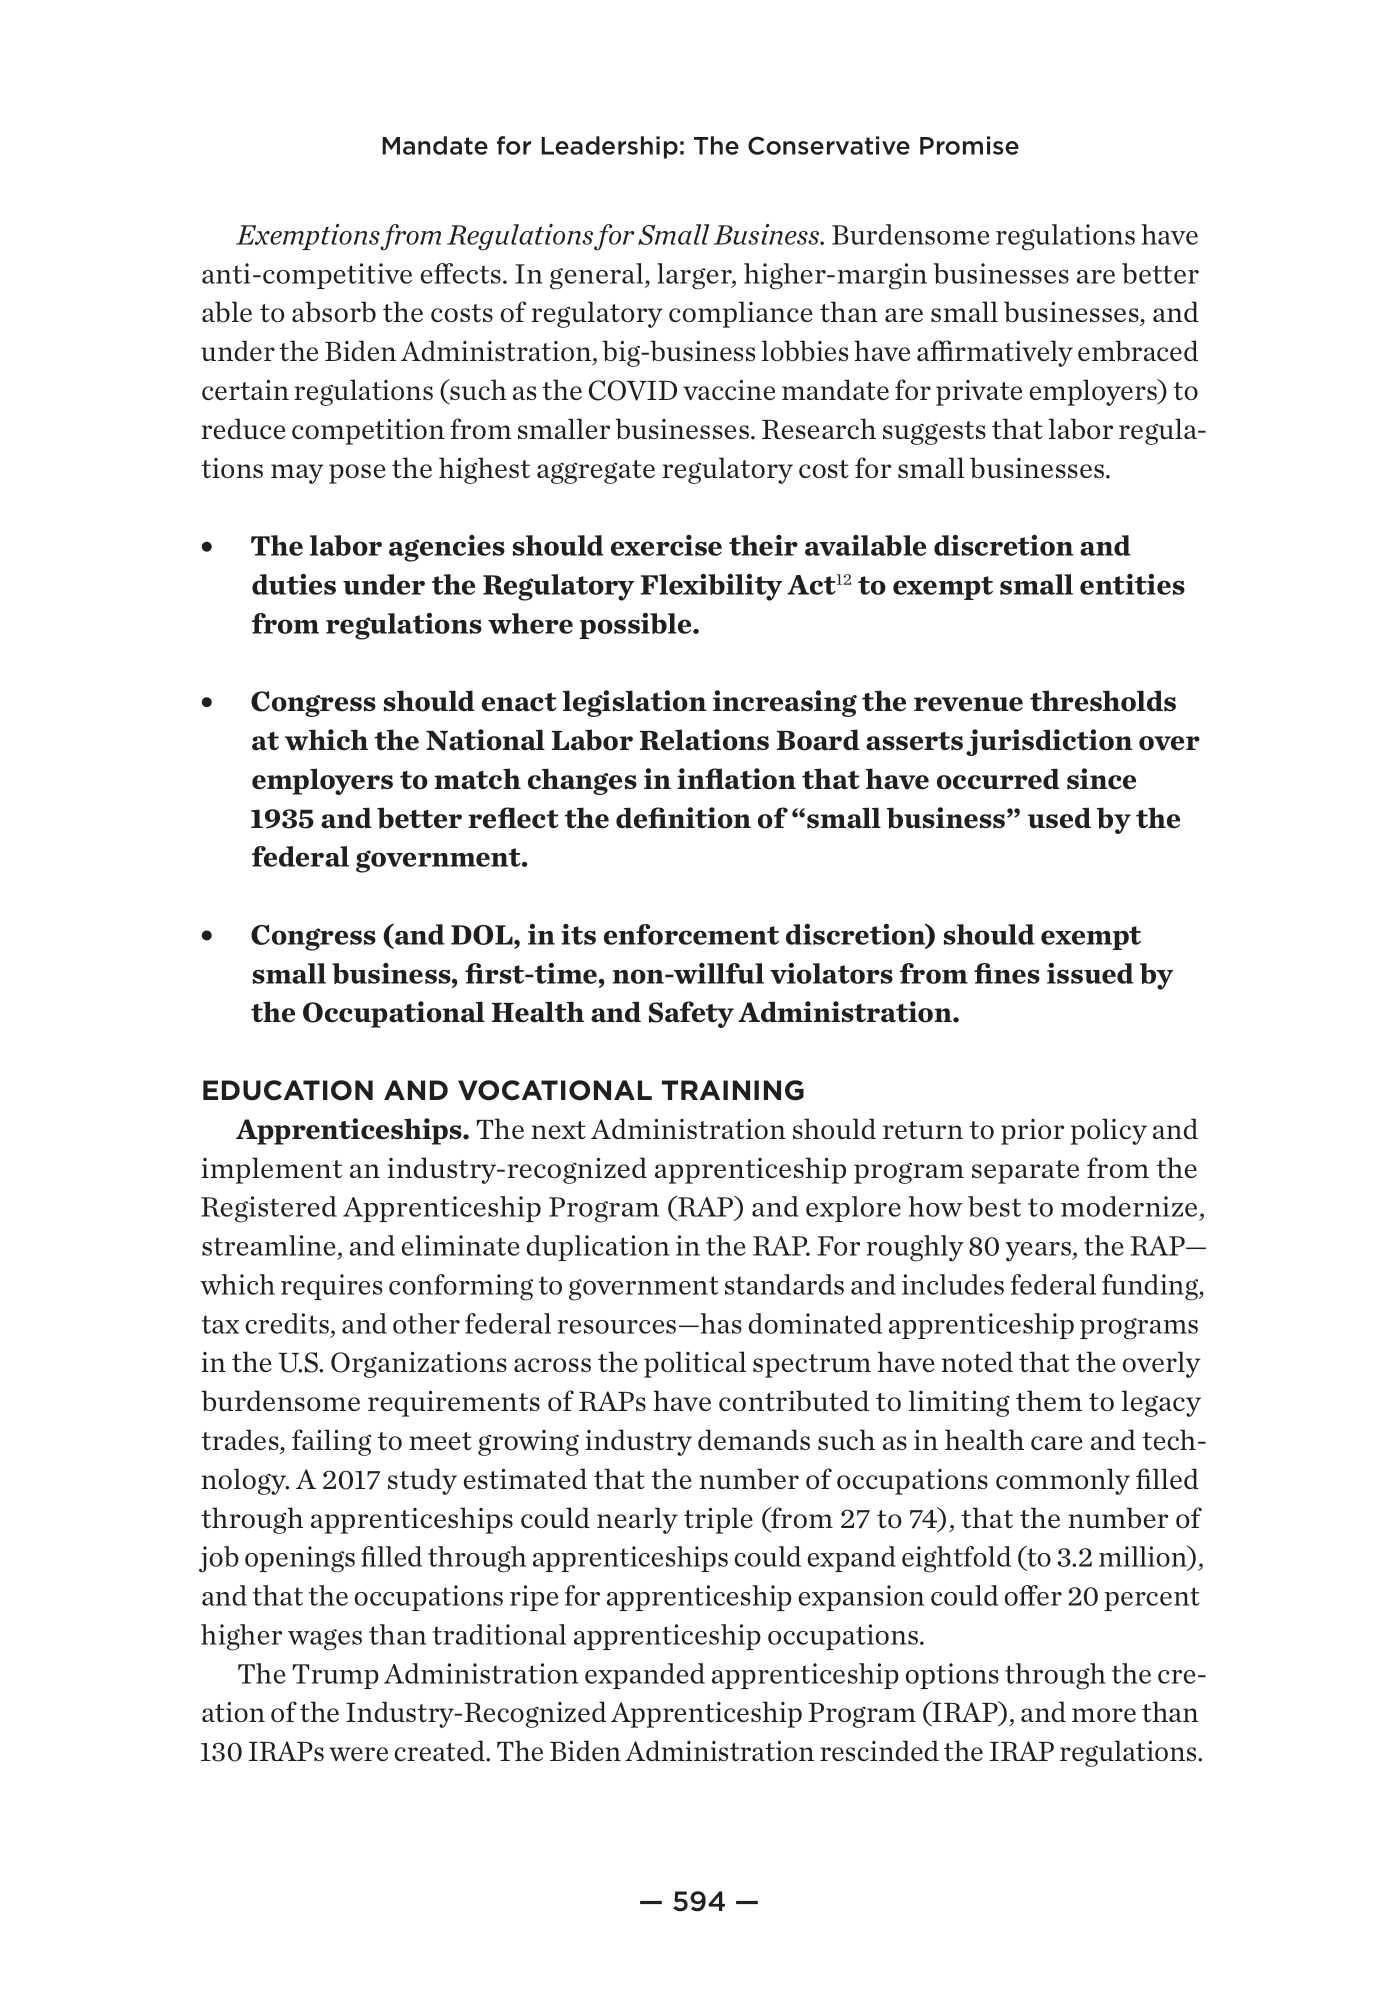 Mandate for Leadership: The Conservative Promise
Exemptions from Regulations for Small Business. Burdensome regulations have
anti-competitive effects. In general, larger, higher-margin businesses are better
able to absorb the costs of regulatory compliance than are small businesses, and
under the Biden Administration, big-business lobbies have affirmatively embraced
certain regulations (such as the COVID vaccine mandate for private employers) to
reduce competition from smaller businesses. Research suggests that labor regula-
tions may pose the highest aggregate regulatory cost for small businesses.
• The labor agencies should exercise their available discretion and
duties under the Regulatory Flexibility Act12 to exempt small entities
from regulations where possible.
• Congress should enact legislation increasing the revenue thresholds
at which the National Labor Relations Board asserts jurisdiction over
employers to match changes in inflation that have occurred since
1935 and better reflect the definition of “small business” used by the
federal government.
• Congress (and DOL, in its enforcement discretion) should exempt
small business, first-time, non-willful violators from fines issued by
the Occupational Health and Safety Administration.
EDUCATION AND VOCATIONAL TRAINING
Apprenticeships. The next Administration should return to prior policy and
implement an industry-recognized apprenticeship program separate from the
Registered Apprenticeship Program (RAP) and explore how best to modernize,
streamline, and eliminate duplication in the RAP. For roughly 80 years, the RAP—
which requires conforming to government standards and includes federal funding,
tax credits, and other federal resources—has dominated apprenticeship programs
in the U.S. Organizations across the political spectrum have noted that the overly
burdensome requirements of RAPs have contributed to limiting them to legacy
trades, failing to meet growing industry demands such as in health care and tech-
nology. A 2017 study estimated that the number of occupations commonly filled
through apprenticeships could nearly triple (from 27 to 74), that the number of
job openings filled through apprenticeships could expand eightfold (to 3.2 million),
and that the occupations ripe for apprenticeship expansion could offer 20 percent
higher wages than traditional apprenticeship occupations.
The Trump Administration expanded apprenticeship options through the cre-
ation of the Industry-Recognized Apprenticeship Program (IRAP), and more than
130 IRAPs were created. The Biden Administration rescinded the IRAP regulations.
— 594 —